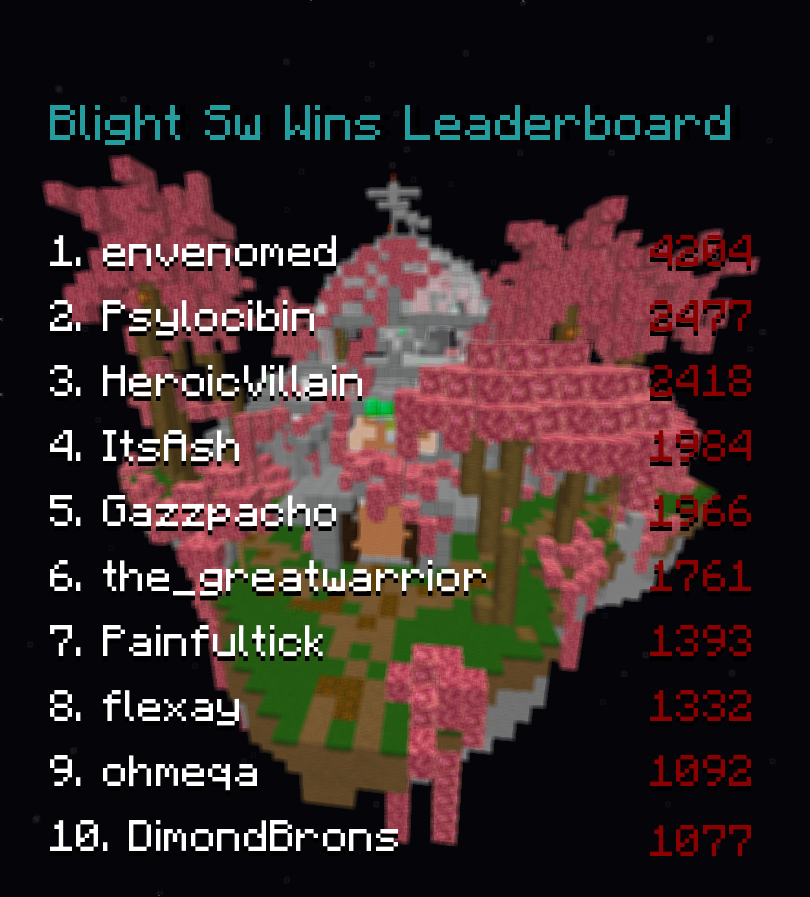 Blight Sw Wins Leaderboard
1. envenomed 4204
2. Psylocibin 2477
3. HeroicVillain 2418
4. ItsAsh 1984
5. Gazzpacho 1966
6. the_greatwarrior 1761
7. Painfultick 1393
8. flexay 1332
9. ohmeqa 1092
10. DimondBrons 1077